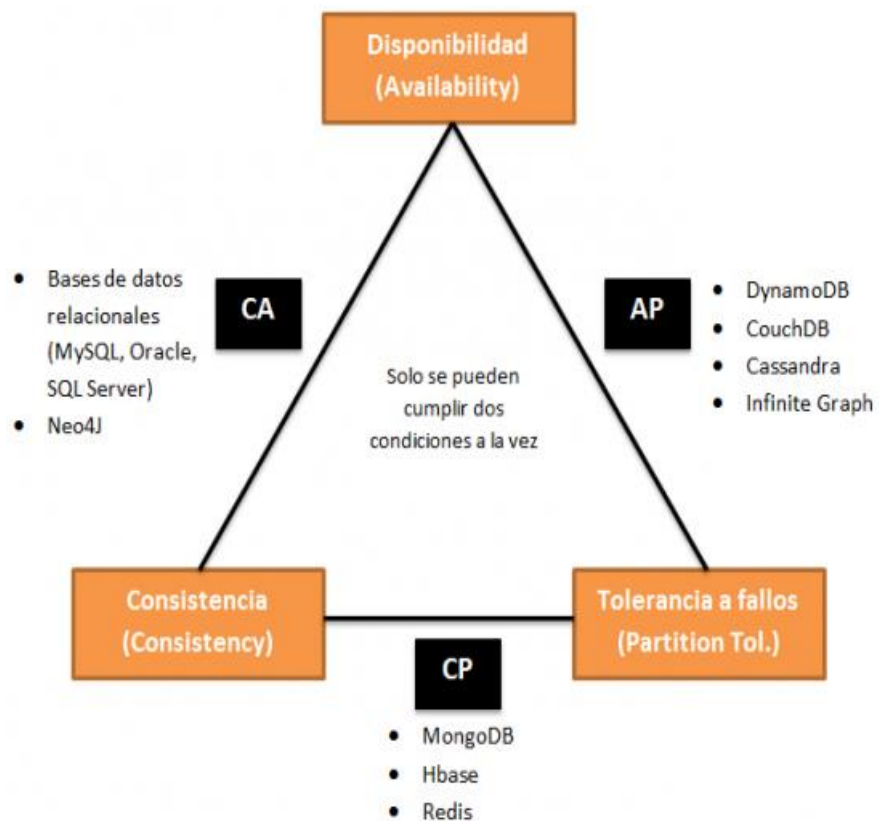 Disponibilidad
(Availability)
• Bases de datos
relacionales
(MySQL, Oracle,
SQL Server)
• Neo4J
CA
AP
• DynamoDB
• CouchDB
• Cassandra
• Infinite Graph
Solo se pueden
cumplir dos
condiciones a la vez
Consistencia
(Consistency)
Tolerancia a fallos
(Partition Tol.)
CP
• MongoDB
• Hbase
• Redis